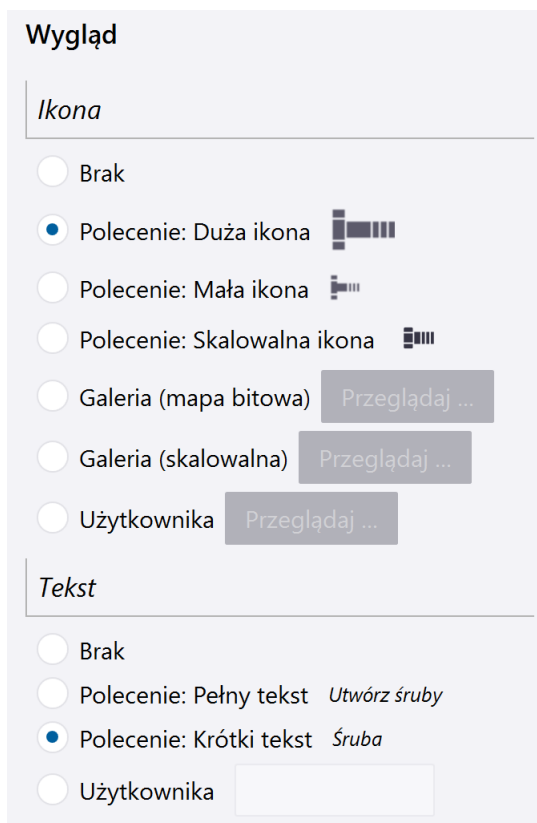 Wygląd
Ikona
Brak
Polecenie: Duża ikona
Polecenie: Mała ikona
Polecenie: Skalowalna ikona
Galeria (mapa bitowa) Przeglądaj ...
Galeria (skalowalna) Przeglądaj ...
Użytkownika Przeglądaj ...
Tekst
Brak
Polecenie: Pełny tekst Utwórz śruby
Polecenie: Krótki tekst Śruba
Użytkownika